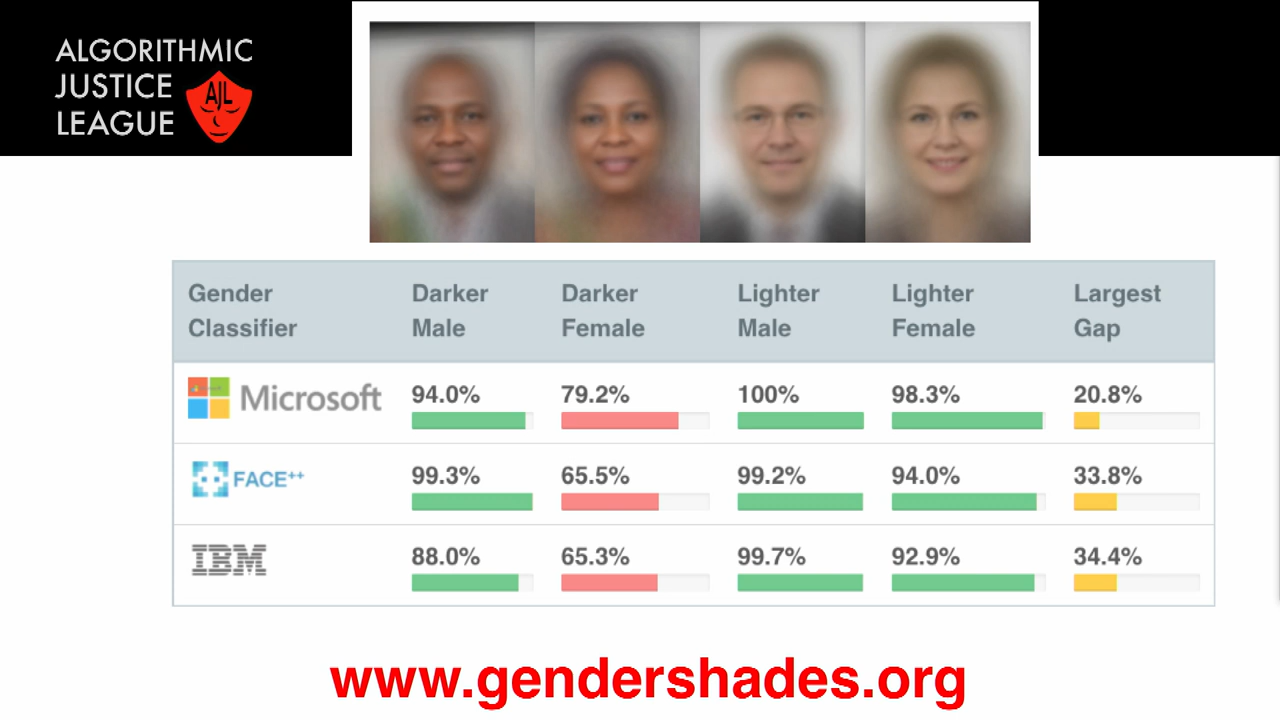 ALGORITHMIC
JUSTICE
LEAGUE
AJL
Gender Classifier
Darker Male
Darker Female
Lighter Male
Lighter Female
Largest Gap
Microsoft 94.0% 79.2% 100% 98.3% 20.8%
FACE++ 99.3% 65.5% 99.2% 94.0% 33.8%
IBM 88.0% 65.3% 99.7% 92.9% 34.4%
www.gendershades.org